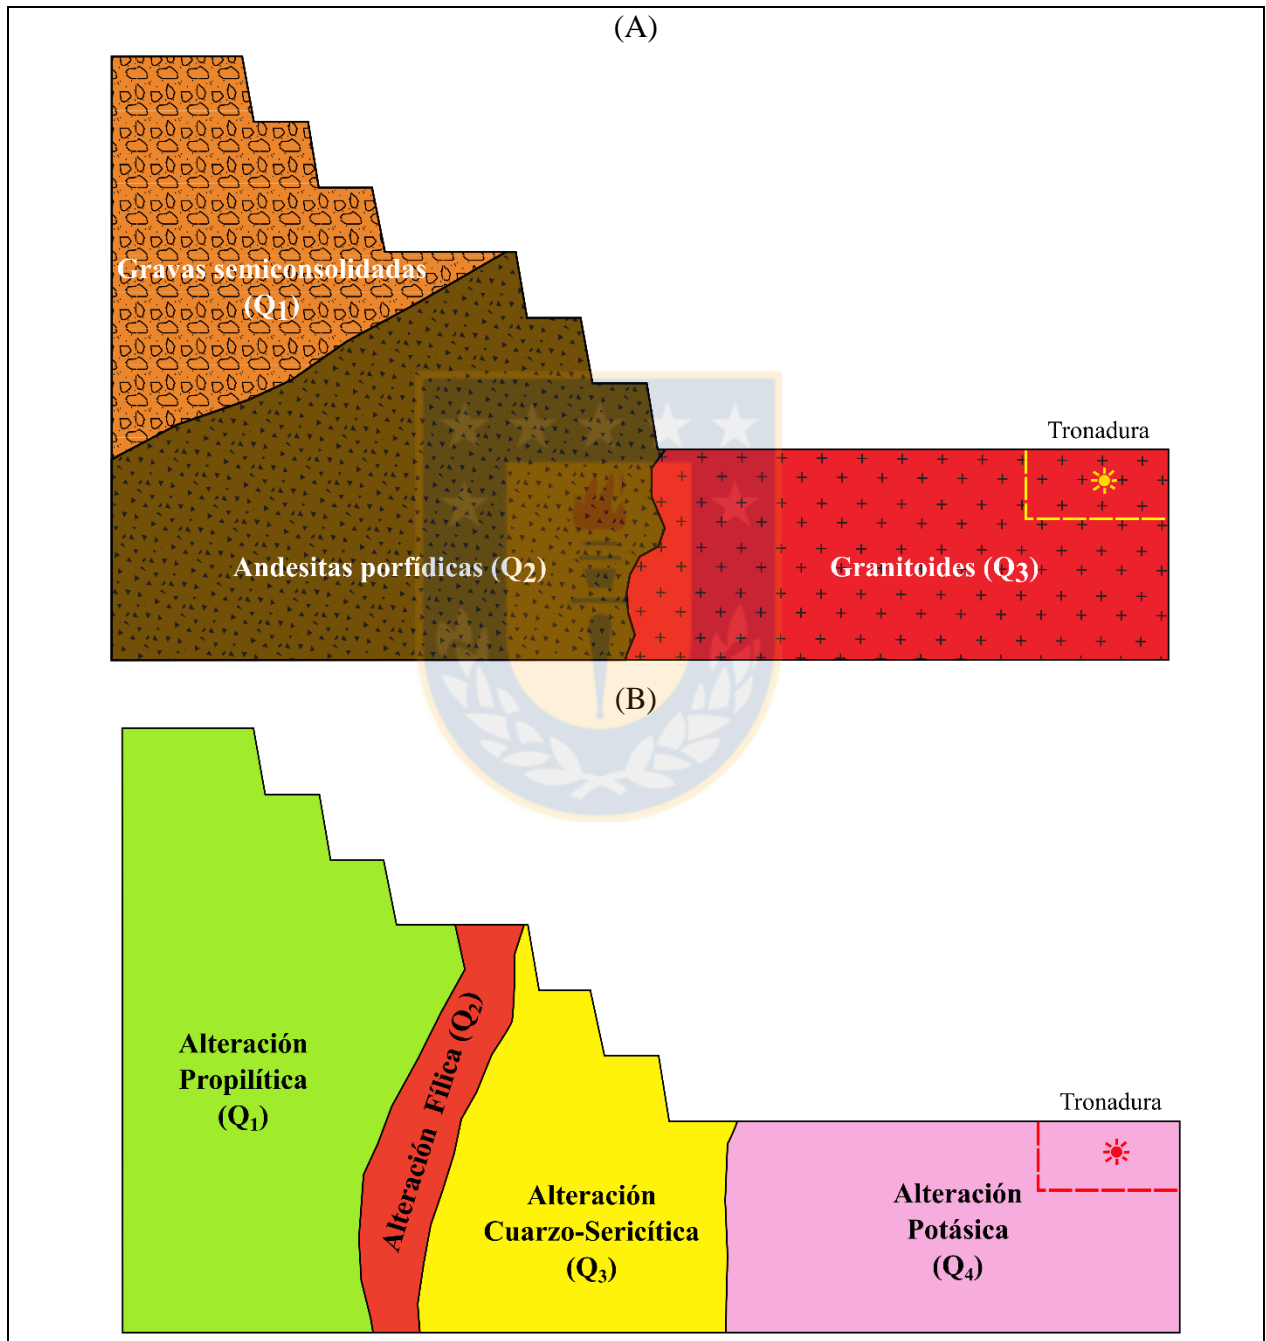 (A)
Gravas semiconsolidadas
(Q1)
Tronadura
Andesitas porfídicas (Q2)
Granitoides (Q3)
(B)
Alteración
Propilítica
(Q1)
Alteración Fílica (Q2)
Alteración
Cuarzo-Sericítica
(Q3)
Tronadura
Alteración
Potásica
(Q4)